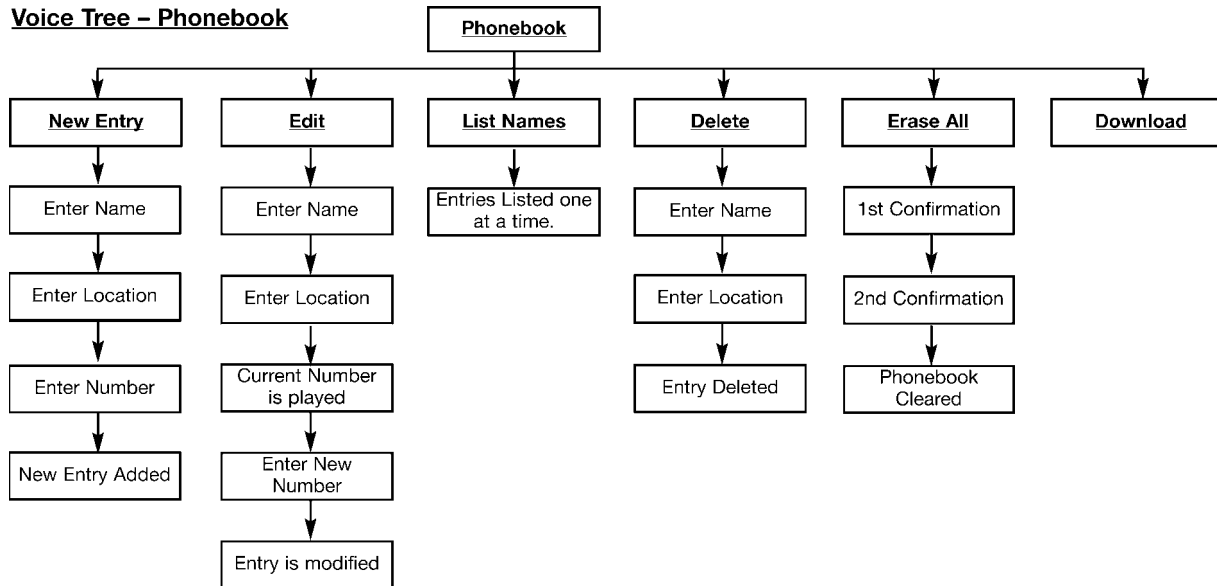 Voice Tree – Phonebook
Phonebook
New Entry
Edit
List Names
Delete
Erase All
Download
Enter Name
Enter Name
Entries Listed one
at a time.
Enter Name
1st Confirmation
Enter Location
Enter Location
Enter Location
2nd Confirmation
Enter Number
Current Number
is played
Entry Deleted
Phonebook
Cleared
New Entry Added
Enter New
Number
Entry is modified